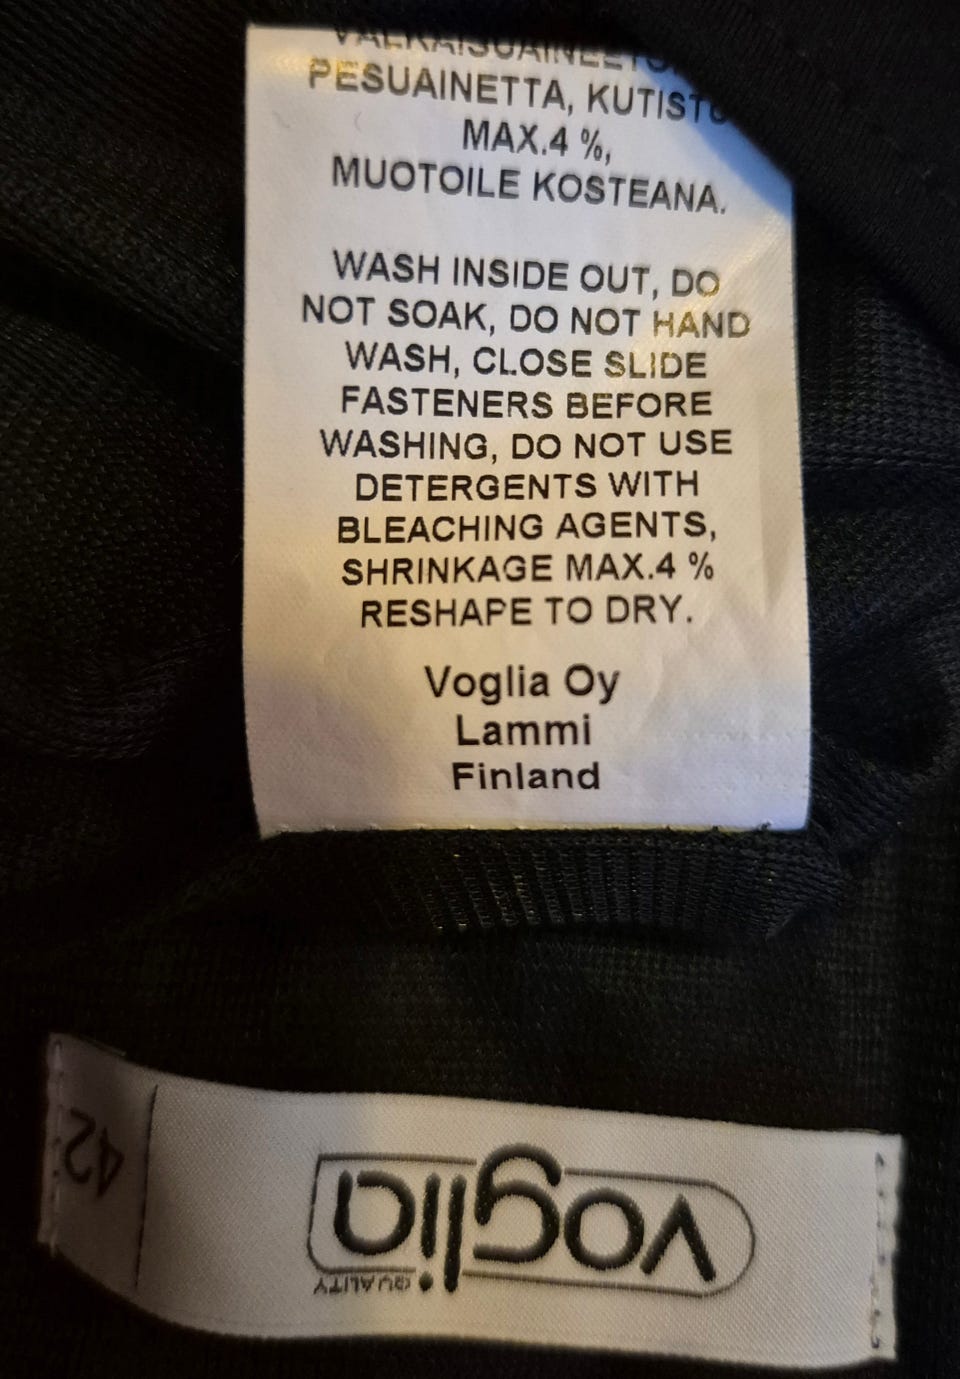 PESUAINETTA,
MAX.4 %,
MUOTOILE KOSTEANA.
WASH INSIDE OUT, DO
NOT SOAK, DO NOT HAND
WASH, CLOSE SLIDE
FASTENERS BEFORE
WASHING, DO NOT USE
DETERGENTS WITH
BLEACHING AGENTS,
SHRINKAGE MAX.4 %
RESHAPE TO DRY.
Voglia Oy
Lammi
Finland
voglia
QUALITY
42